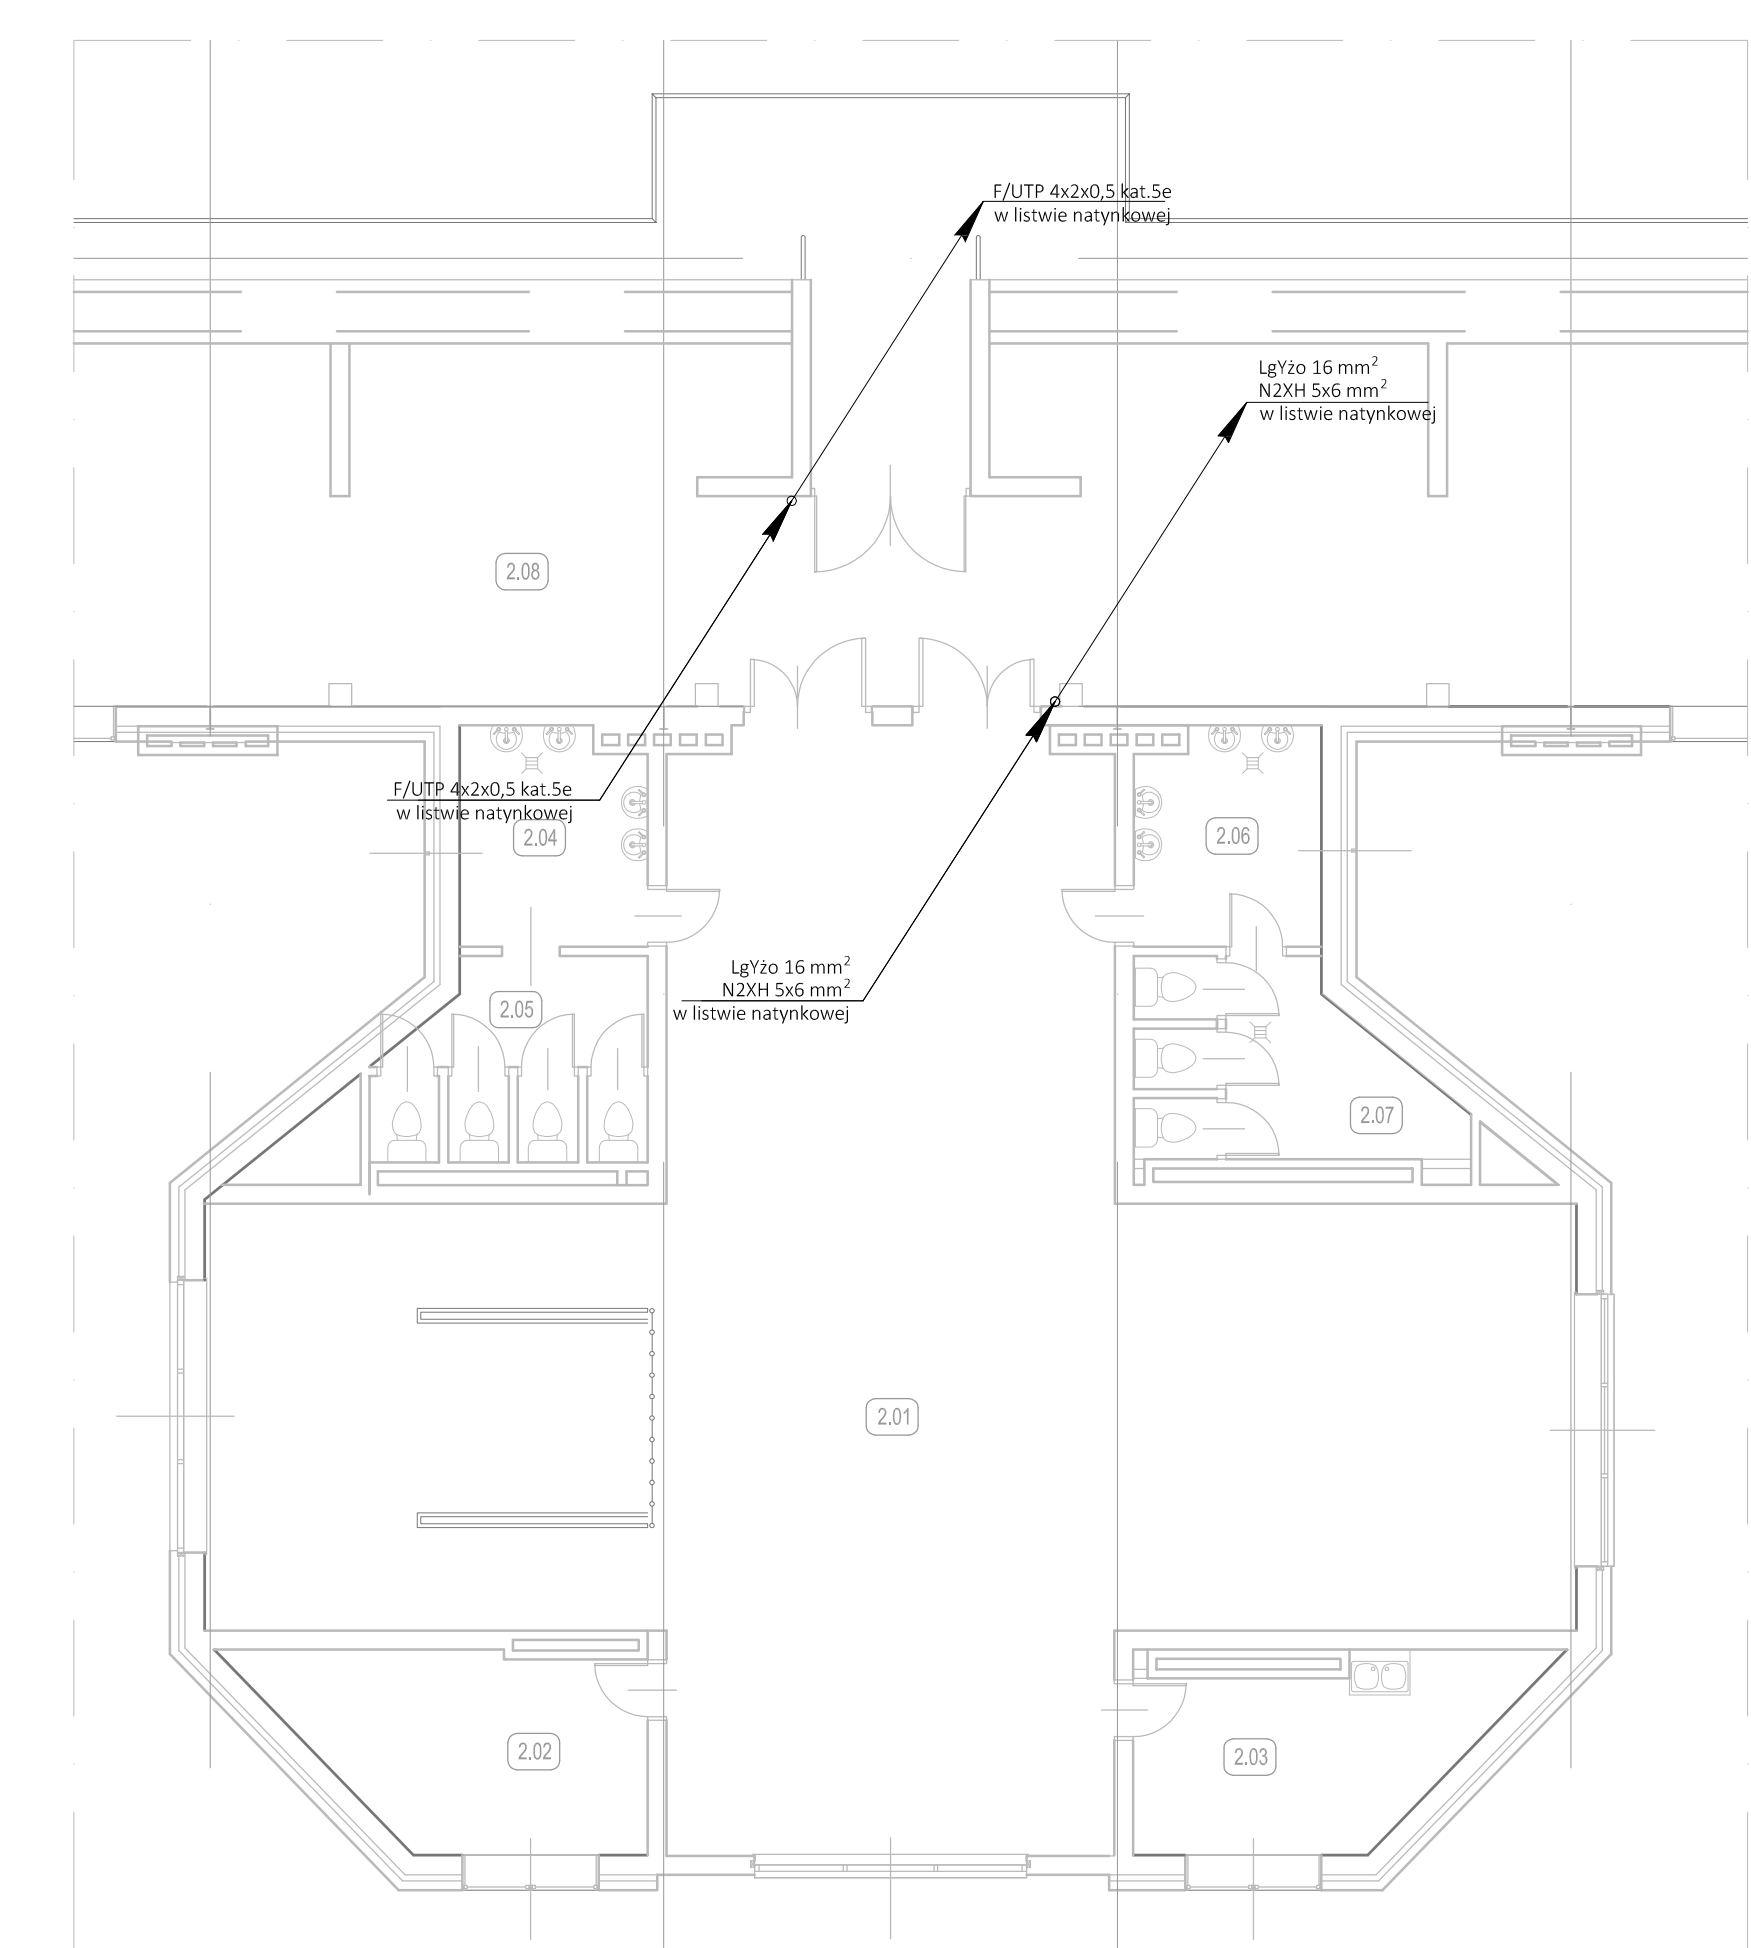 F/UTP 4x2x0,5 kat.5e
w listwie natynkowej
LgYżo 16 mm²
N2XH 5x6 mm²
w listwie natynkowej
2.08
F/UTP 4x2x0,5 kat.5e
w listwie natynkowej
2.04
2.06
LgYżo 16 mm²
N2XH 5x6 mm²
w listwie natynkowej
2.05
2.07
2.01
2.02
2.03